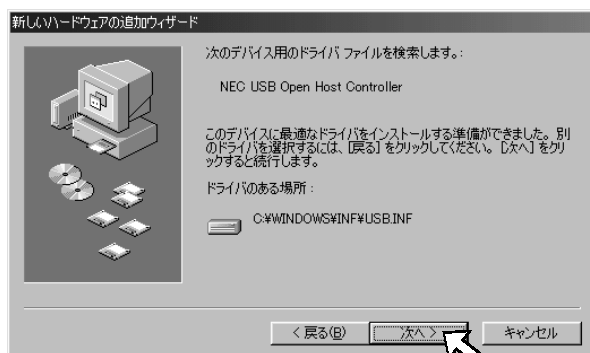 新しいハードウェアの追加ウィザード
次のデバイス用のドライバ ファイルを検索します。:
NEC USB Open Host Controller
このデバイスに最適なドライバをインストールする準備ができました。別
のドライバを選択するには、[戻る] をクリックしてください。[次へ] をクリ
ックすると続行します。
ドライバのある場所 :
C:¥WINDOWS¥INF¥USB.INF
< 戻る(B)
次へ >
キャンセル